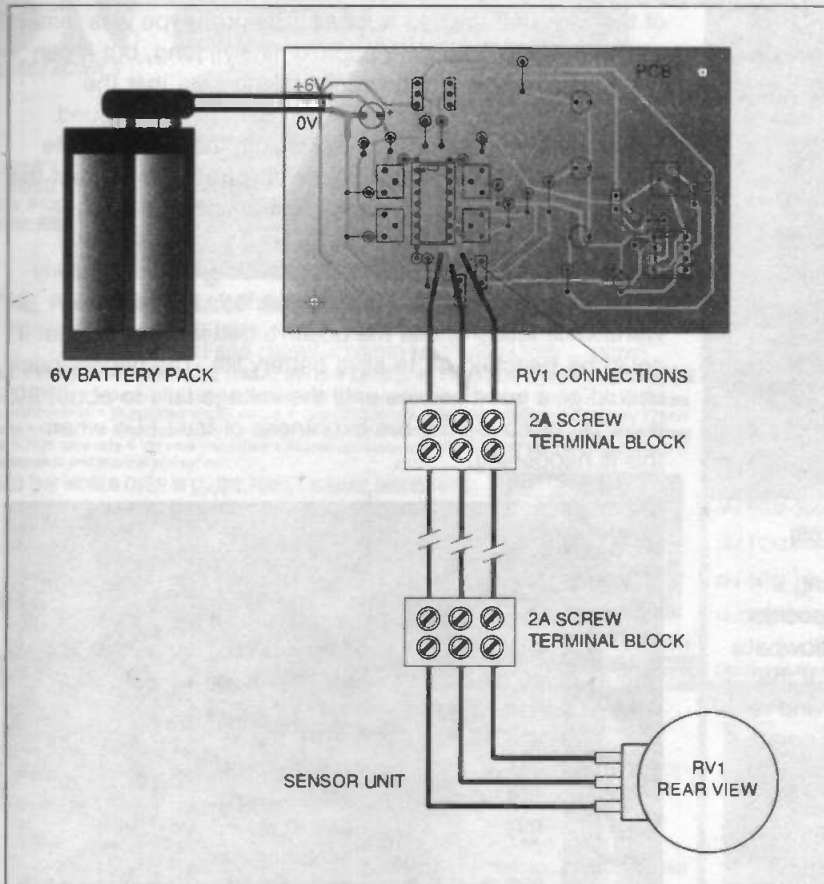 PCB
+6V
0V
+
6V BATTERY PACK
RV1 CONNECTIONS
2A SCREW
TERMINAL BLOCK
2A SCREW
TERMINAL BLOCK
SENSOR UNIT
RV1
REAR VIEW